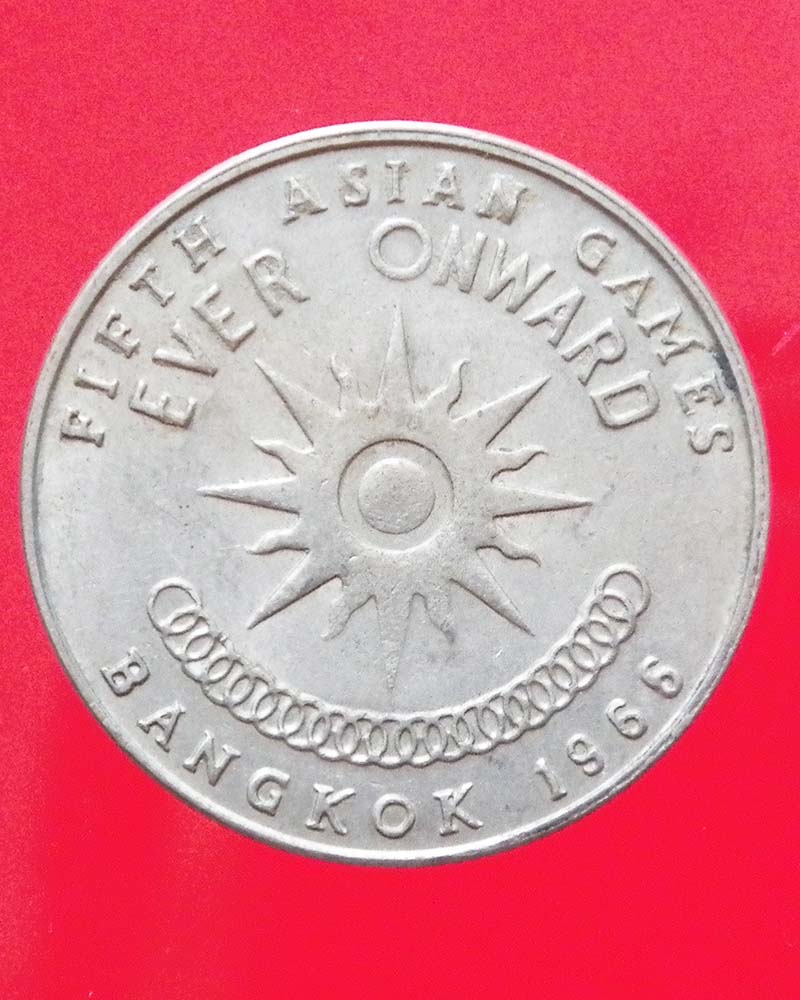 FIFTH ASIAN GAMES
EVER ONWARD
BANGKOK 1966